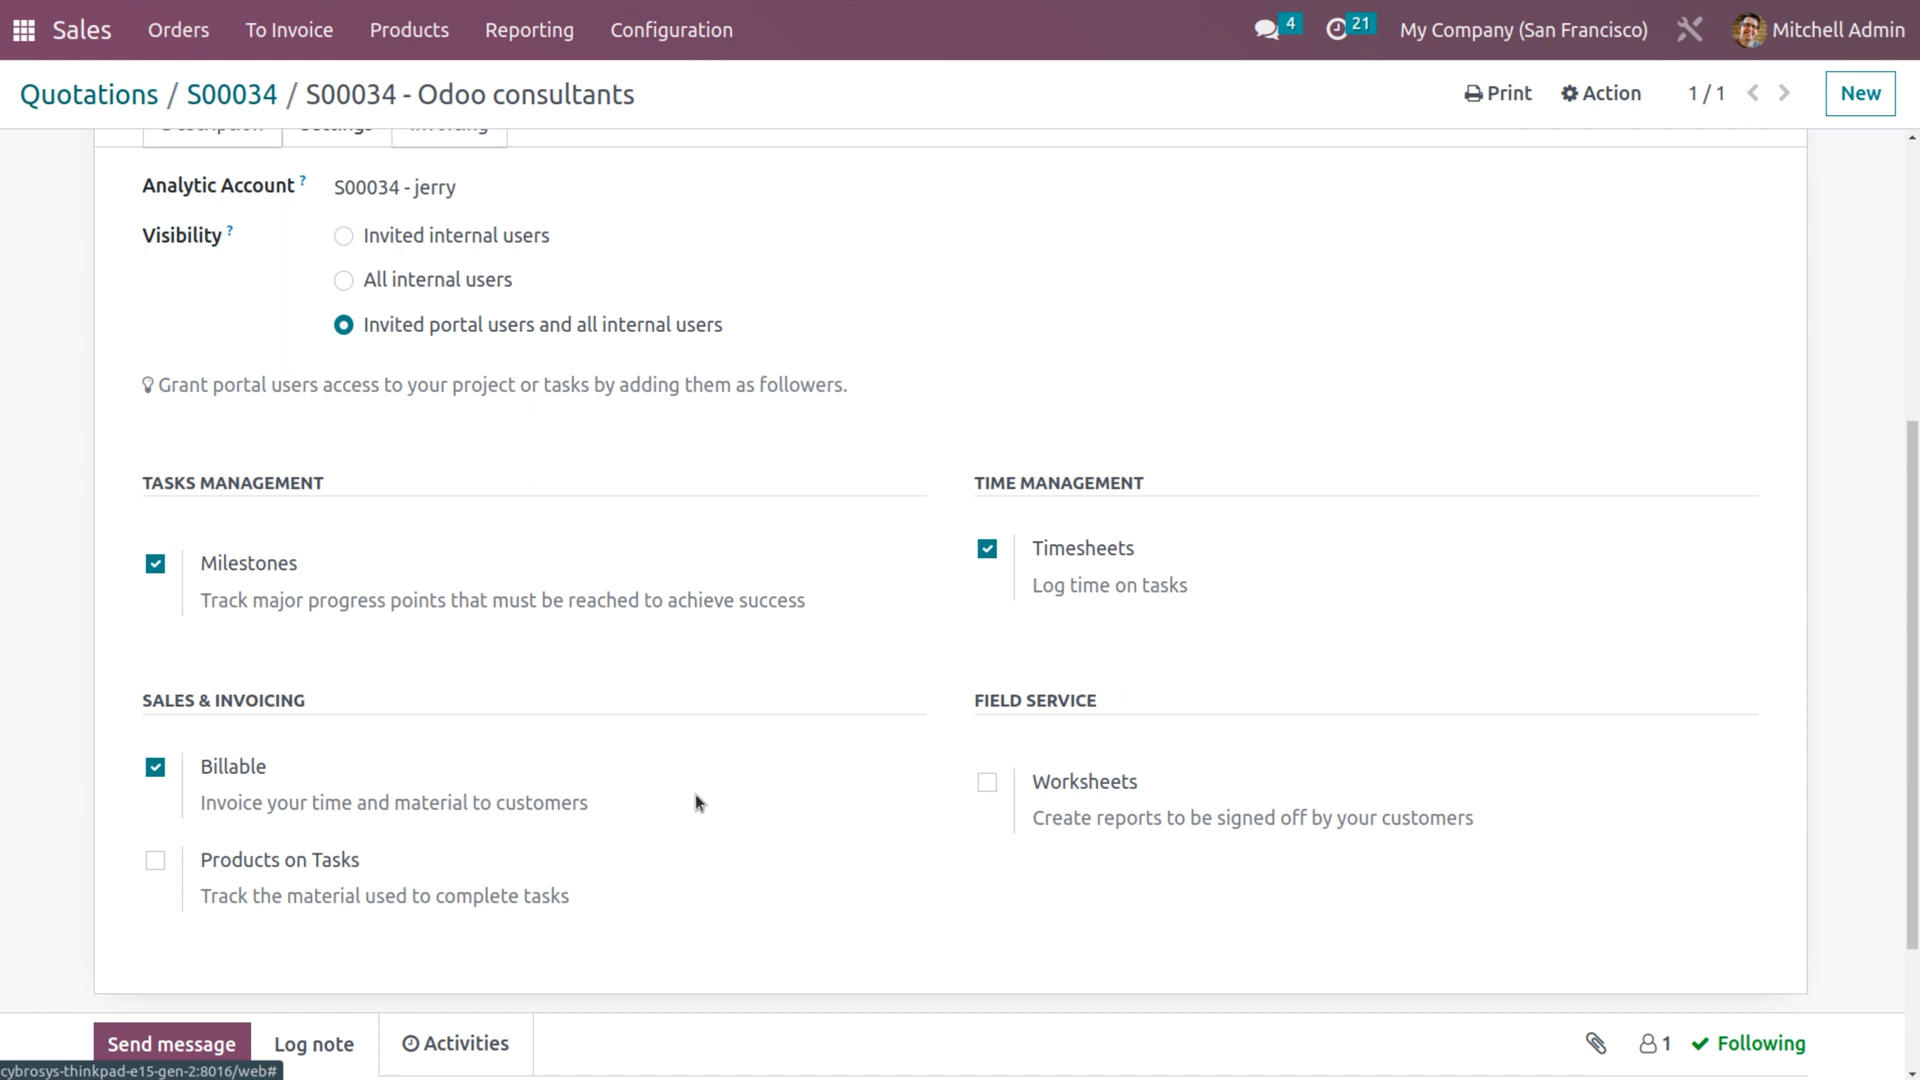 Sales Orders To Invoice Products Reporting Configuration 4 21 My Company (San Francisco) Mitchell Admin
Quotations / S00034 / S00034 - Odoo consultants Print Action 1 / 1 New
Description Settings Invoicing
Analytic Account ? S00034 - jerry
Visibility ? Invited internal users
All internal users
Invited portal users and all internal users
Grant portal users access to your project or tasks by adding them as followers.
TASKS MANAGEMENT
Milestones
Track major progress points that must be reached to achieve success
TIME MANAGEMENT
Timesheets
Log time on tasks
SALES & INVOICING
Billable
Invoice your time and material to customers
Products on Tasks
Track the material used to complete tasks
FIELD SERVICE
Worksheets
Create reports to be signed off by your customers
Send message Log note Activities 1 Following
cybrosys-thinkpad-e15-gen-2:8016/web#